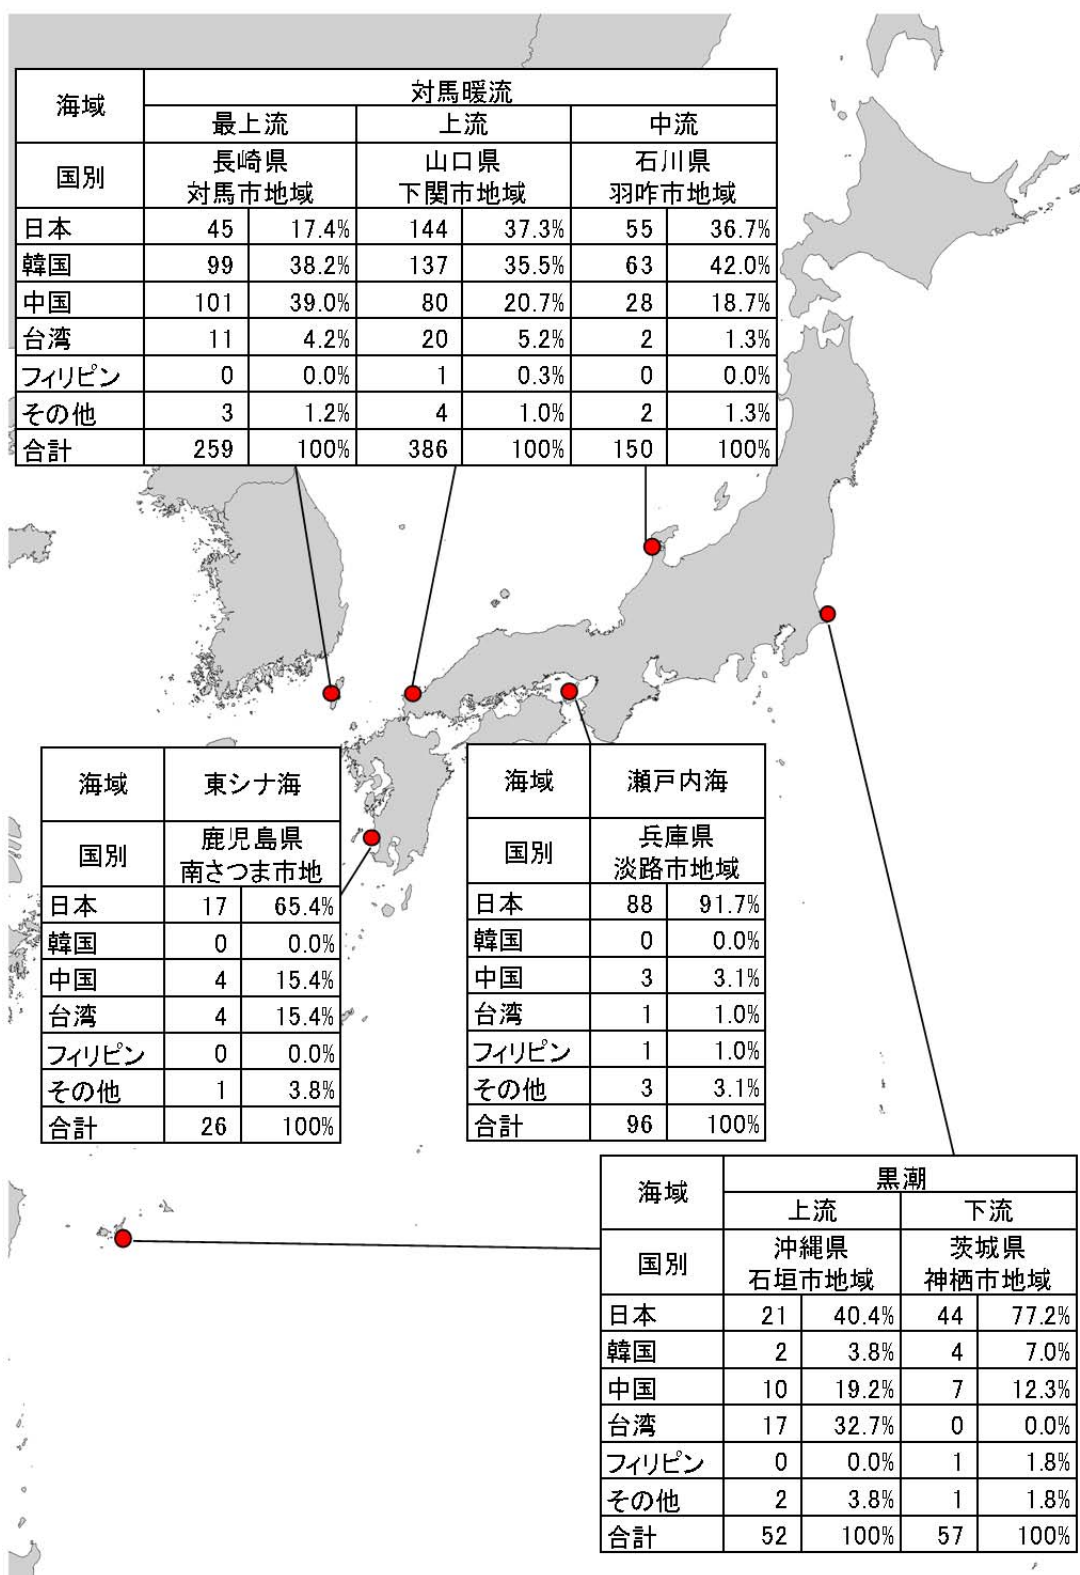 海域 対馬暖流
最上流 上流 中流
国別 長崎県 対馬市地域 山口県 下関市地域 石川県 羽咋市地域
日本 45 17.4% 144 37.3% 55 36.7%
韓国 99 38.2% 137 35.5% 63 42.0%
中国 101 39.0% 80 20.7% 28 18.7%
台湾 11 4.2% 20 5.2% 2 1.3%
フィリピン 0 0.0% 1 0.3% 0 0.0%
その他 3 1.2% 4 1.0% 2 1.3%
合計 259 100% 386 100% 150 100%
海域 東シナ海
国別 鹿児島県 南さつま市地
日本 17 65.4%
韓国 0 0.0%
中国 4 15.4%
台湾 4 15.4%
フィリピン 0 0.0%
その他 1 3.8%
合計 26 100%
海域 瀬戸内海
国別 兵庫県 淡路市地域
日本 88 91.7%
韓国 0 0.0%
中国 3 3.1%
台湾 1 1.0%
フィリピン 1 1.0%
その他 3 3.1%
合計 96 100%
海域 黒潮
上流 下流
国別 沖縄県 石垣市地域 茨城県 神栖市地域
日本 21 40.4% 44 77.2%
韓国 2 3.8% 4 7.0%
中国 10 19.2% 7 12.3%
台湾 17 32.7% 0 0.0%
フィリピン 0 0.0% 1 1.8%
その他 2 3.8% 1 1.8%
合計 52 100% 57 100%